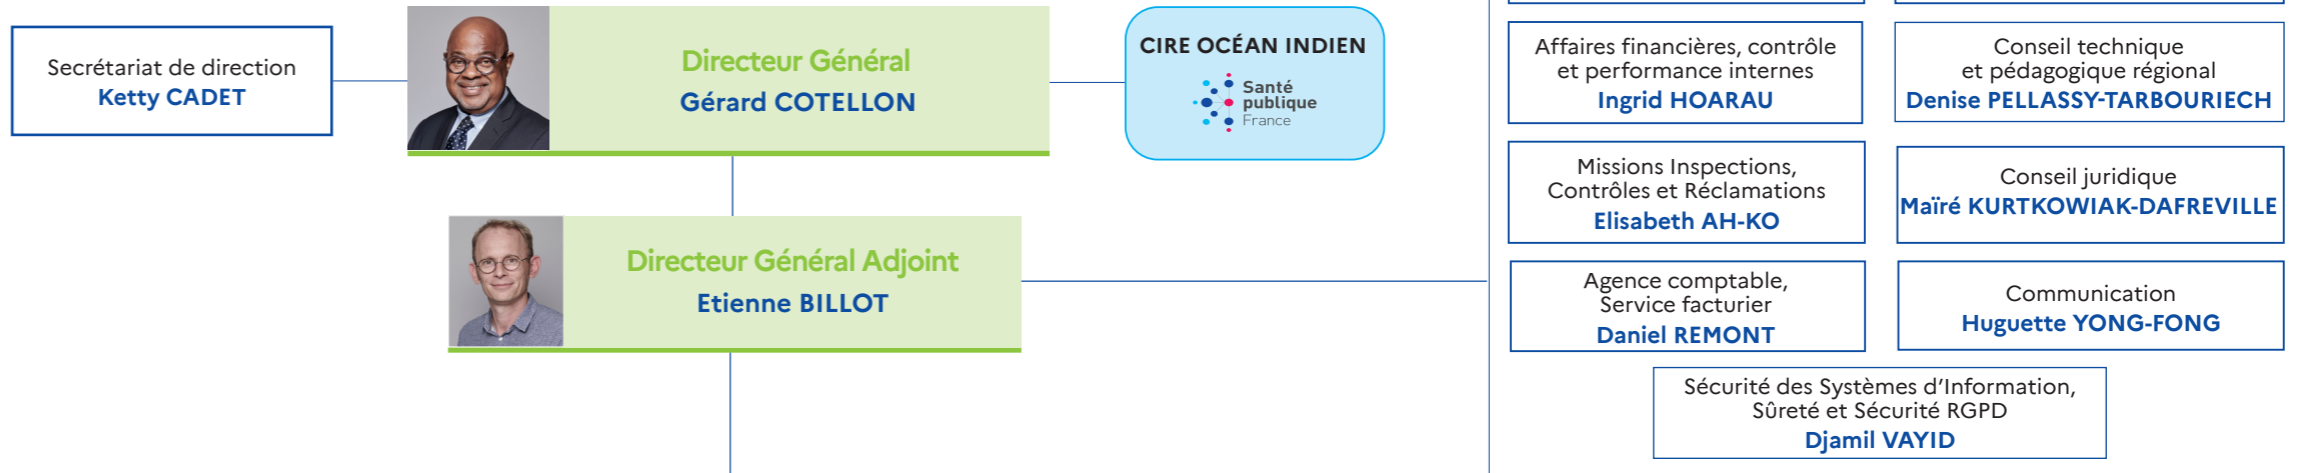 Secrétariat de direction
Ketty CADET
Directeur Général
Gérard COTELLON
CIRE OCÉAN INDIEN
Santé
publique
France
Directeur Général Adjoint
Etienne BILLOT
Affaires financières, contrôle
et performance internes
Ingrid HOARAU
Conseil technique
et pédagogique régional
Denise PELLASSY-TARBOURIECH
Missions Inspections,
Contrôles et Réclamations
Elisabeth AH-KO
Conseil juridique
Maïré KURTKOWIAK-DAFREVILLE
Agence comptable,
Service facturier
Daniel REMONT
Communication
Huguette YONG-FONG
Sécurité des Systèmes d’Information,
Sûreté et Sécurité RGPD
Djamil VAYID